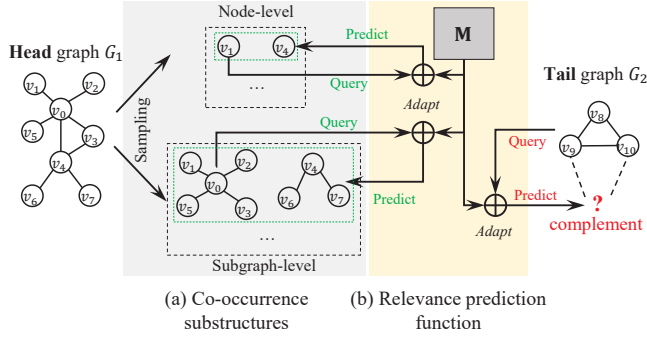 Head graph G₁
v₁
v₂
v₀
v₅
v₃
v₄
v₆
v₇
Sampling
Node-level
v₁ v₄
...
Predict
Query
Adapt
M
Query
Predict
v₁
v₂
v₀
v₅
v₃
v₄
v₆
v₇
...
Subgraph-level
Tail graph G₂
v₈
v₉
v₁₀
Query
Predict
Adapt
?
complement
(a) Co-occurrence
substructures
(b) Relevance prediction
function